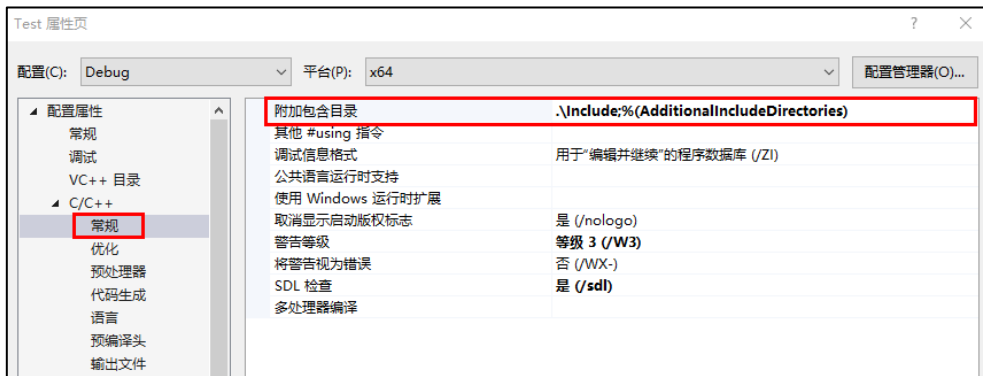 Test 属性页
配置(C): Debug 平台(P): x64 配置管理器(O)...
配置属性
常规
调试
VC++ 目录
C/C++
常规
优化
预处理器
代码生成
语言
预编译头
输出文件
附加包含目录 .\Include;%(AdditionalIncludeDirectories)
其他 #using 指令
调试信息格式 用于“编辑并继续”的程序数据库 (/ZI)
公共语言运行时支持
使用 Windows 运行时扩展
取消显示启动版权标志 是 (/nologo)
警告等级 等级 3 (/W3)
将警告视为错误 否 (/WX-)
SDL 检查 是 (/sdl)
多处理器编译